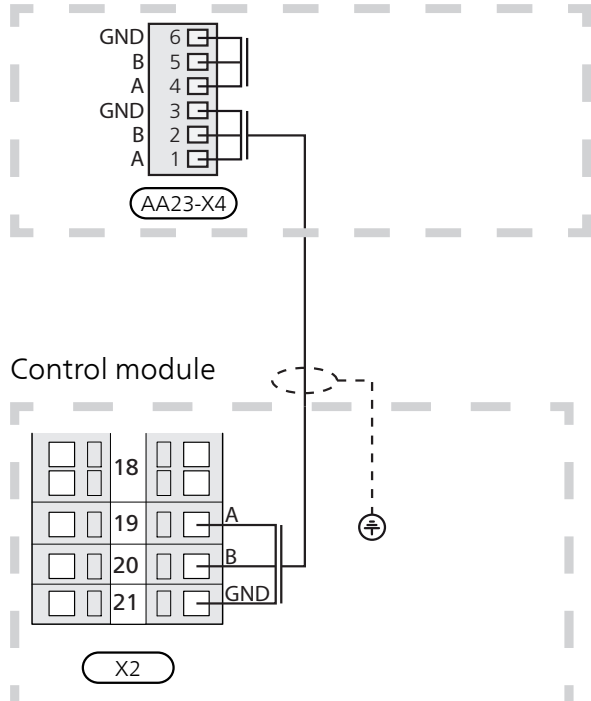 GND 6
B 5
A 4
GND 3
B 2
A 1
AA23-X4
Control module
18
19 A
20 B
21 GND
X2